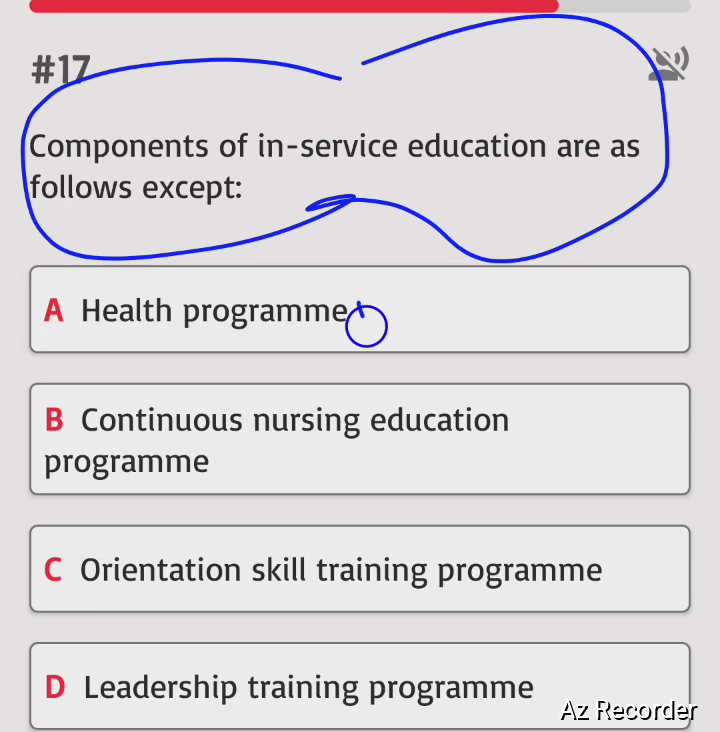 #17
Components of in-service education are as
follows except:
A Health programme
B Continuous nursing education
programme
C Orientation skill training programme
D Leadership training programme
Az Recorder